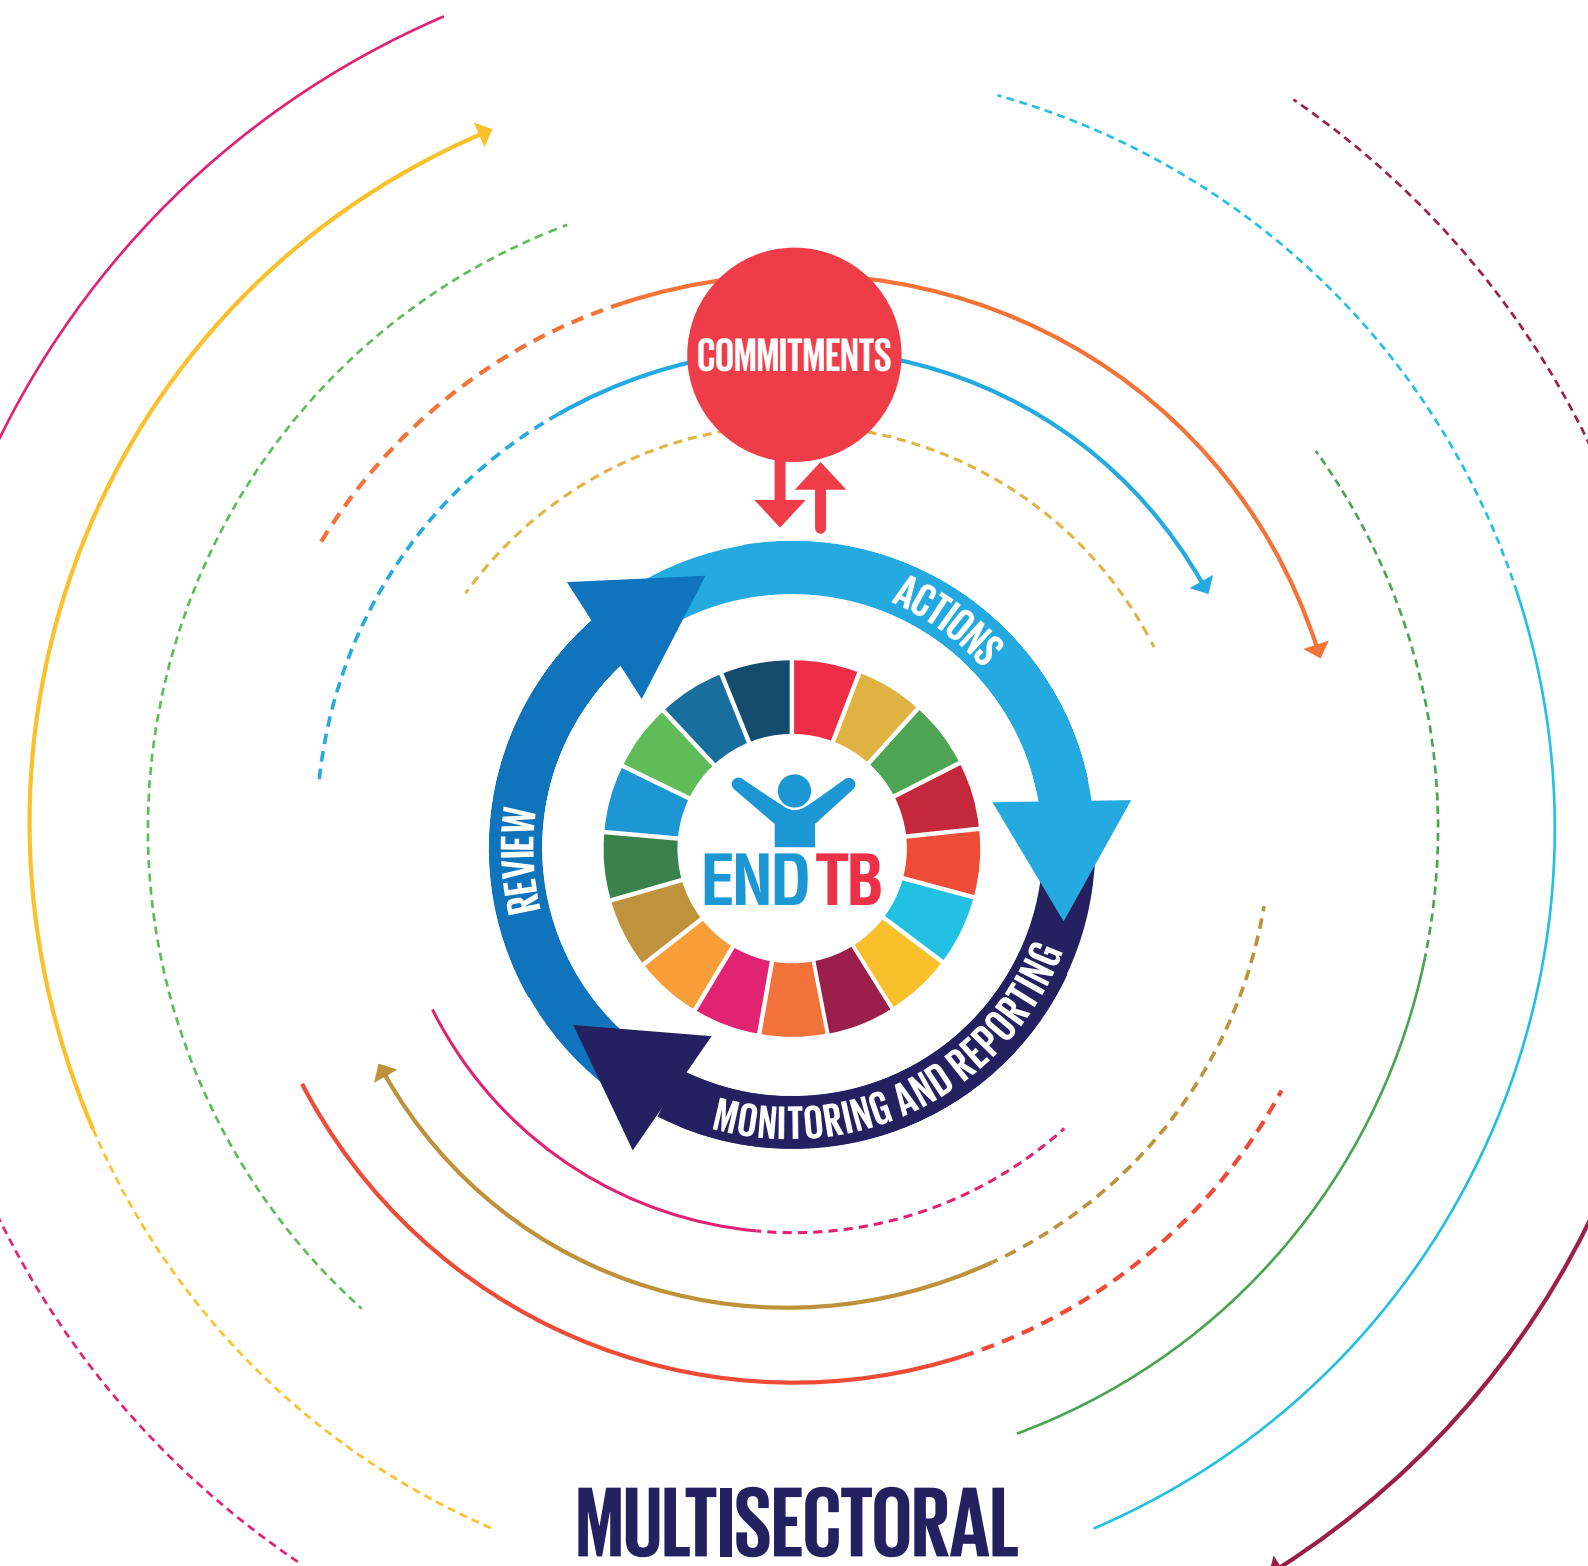 COMMITMENTS
ACTIONS
REVIEW
END TB
MONITORING AND REPORTING
MULTISECTORAL